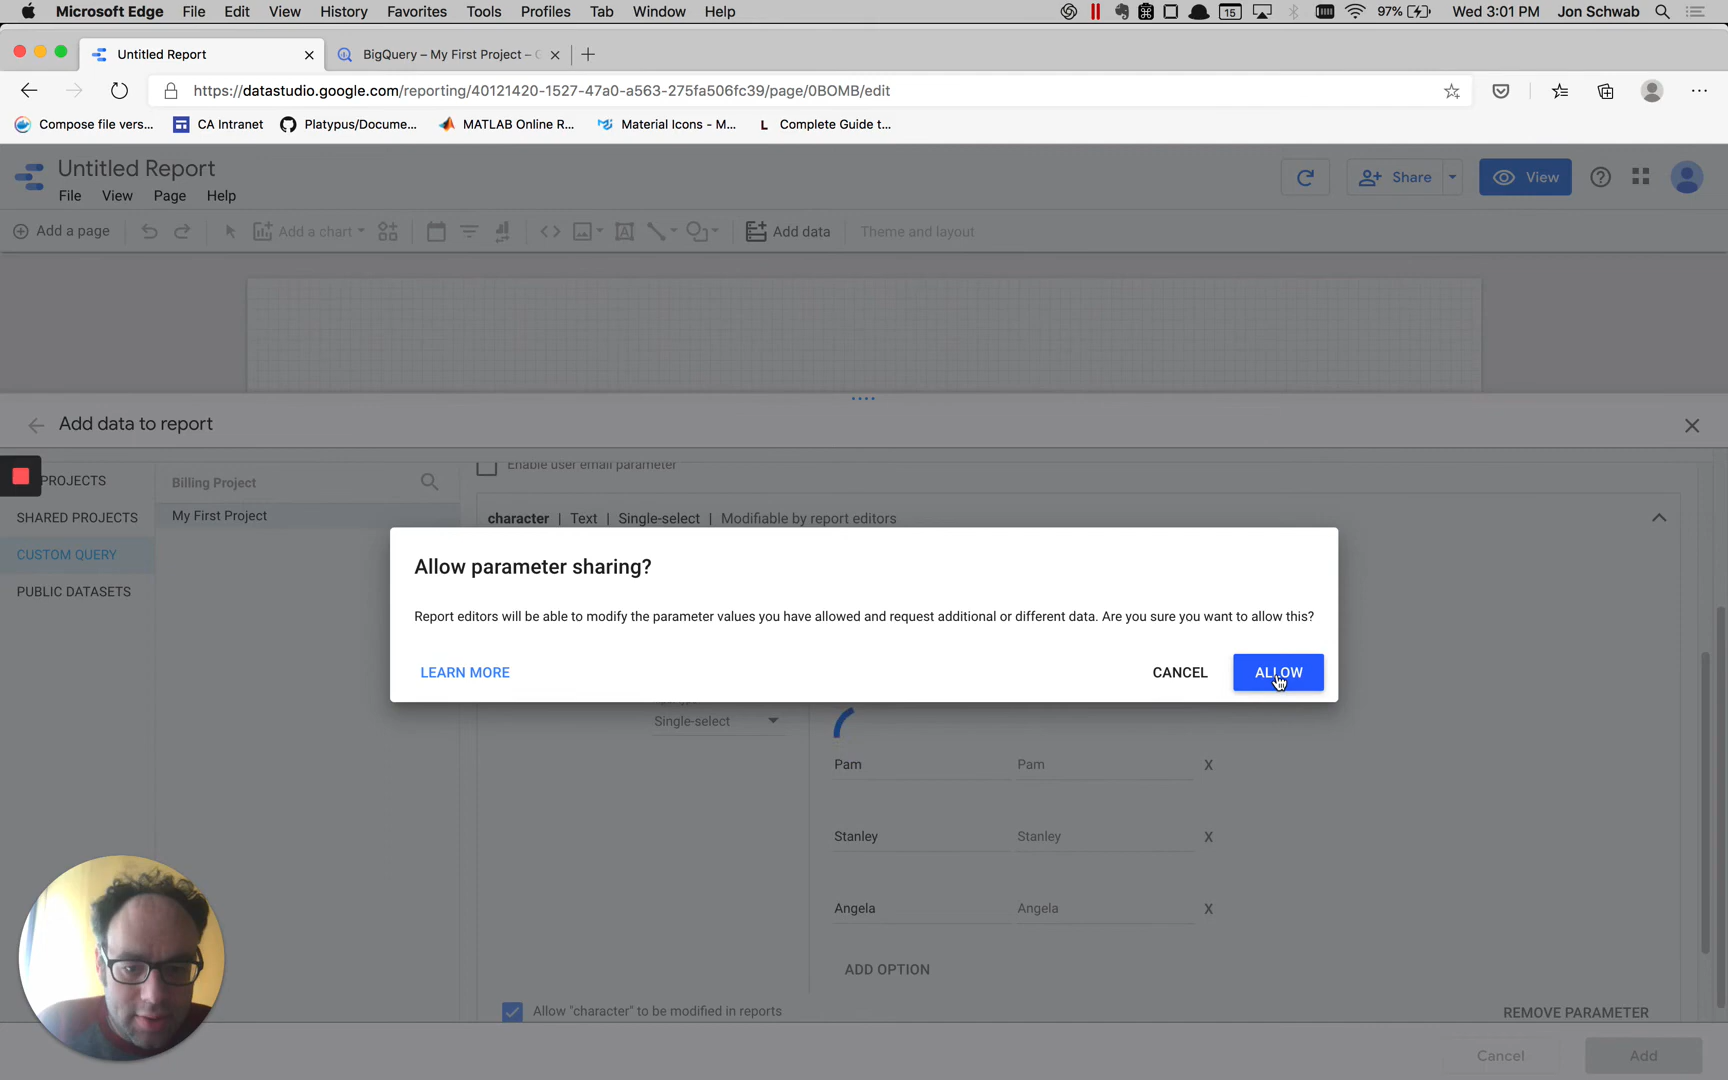 Microsoft Edge File Edit View History Favorites Tools Profiles Tab Window Help 15 97% Wed 3:01 PM Jon Schwab
Untitled Report BigQuery – My First Project –
https://datastudio.google.com/reporting/40121420-1527-47a0-a563-275fa506fc39/page/0BOMB/edit
Compose file vers... CA Intranet Platypus/Docume... MATLAB Online R... Material Icons - M... L Complete Guide t...
Untitled Report
File View Page Help
Share View
Add a page Add a chart Add data Theme and layout
Add data to report
PROJECTS
SHARED PROJECTS
CUSTOM QUERY
PUBLIC DATASETS
Billing Project
My First Project
Enable user email parameter
character | Text | Single-select | Modifiable by report editors
Allow parameter sharing?
Report editors will be able to modify the parameter values you have allowed and request additional or different data. Are you sure you want to allow this?
LEARN MORE CANCEL ALLOW
Single-select
Pam Pam X
Stanley Stanley X
Angela Angela X
ADD OPTION
Allow "character" to be modified in reports REMOVE PARAMETER
Cancel Add